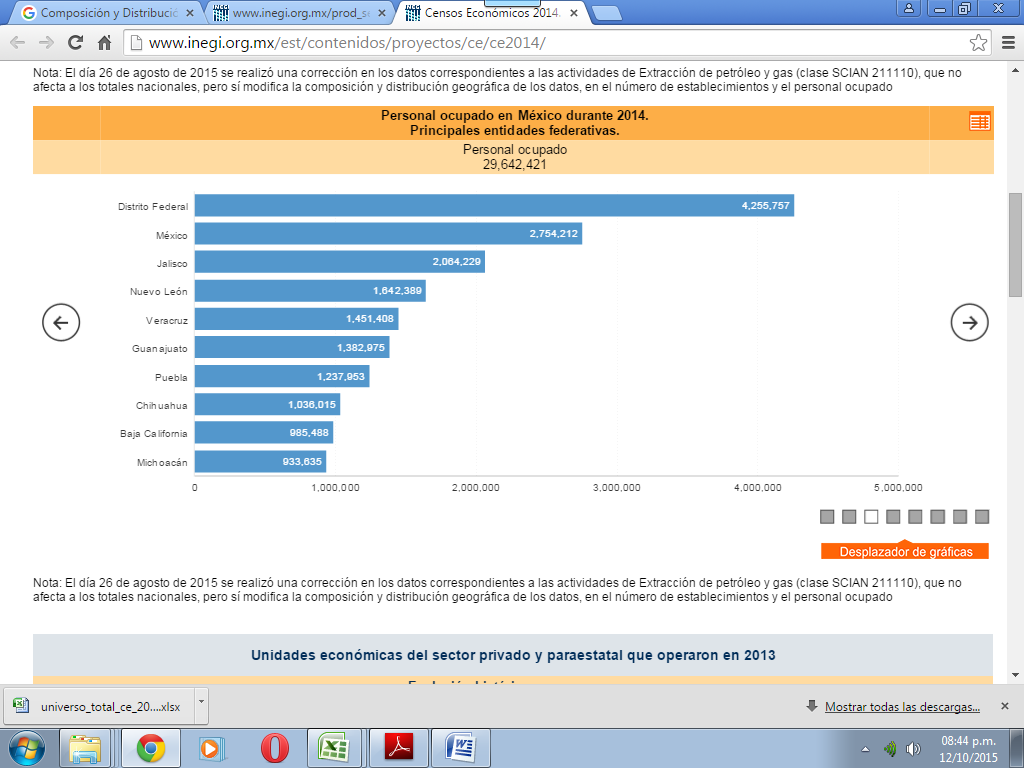 Composición y Distribució
www.inegi.org.mx/prod_se
Censos Económicos 2014.
www.inegi.org.mx/est/contenidos/proyectos/ce/ce2014/
Nota: El día 26 de agosto de 2015 se realizó una corrección en los datos correspondientes a las actividades de Extracción de petróleo y gas (clase SCIAN 211110), que no
afecta a los totales nacionales, pero sí modifica la composición y distribución geográfica de los datos, en el número de establecimientos y el personal ocupado
Personal ocupado en México durante 2014.
Principales entidades federativas.
Personal ocupado
29,642,421
Distrito Federal 4,255,757
México 2,754,212
Jalisco 2,064,229
Nuevo León 1,642,389
Veracruz 1,451,408
Guanajuato 1,382,975
Puebla 1,237,953
Chihuahua 1,036,015
Baja California 985,488
Michoacán 933,635
0 1,000,000 2,000,000 3,000,000 4,000,000 5,000,000
Desplazador de gráficas
Nota: El día 26 de agosto de 2015 se realizó una corrección en los datos correspondientes a las actividades de Extracción de petróleo y gas (clase SCIAN 211110), que no
afecta a los totales nacionales, pero sí modifica la composición y distribución geográfica de los datos, en el número de establecimientos y el personal ocupado
Unidades económicas del sector privado y paraestatal que operaron en 2013
universo_total_ce_20....xlsx
Mostrar todas las descargas...
08:44 p.m.
12/10/2015